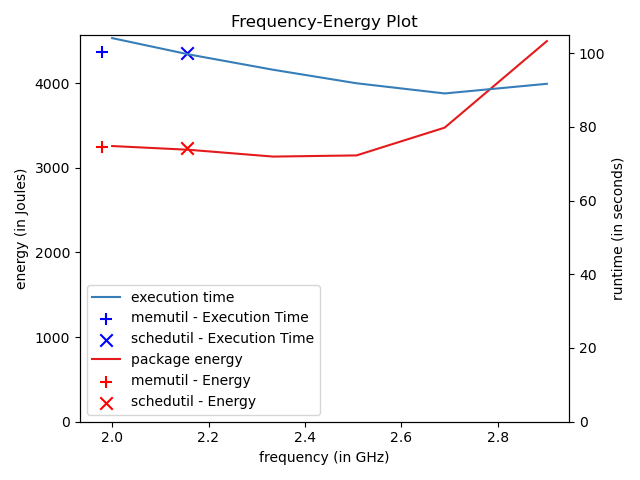 Frequency-Energy Plot
energy (in Joules)
4000
3000
2000
1000
0
100
80
60
40
20
0
runtime (in seconds)
execution time
memutil - Execution Time
schedutil - Execution Time
package energy
memutil - Energy
schedutil - Energy
2.0 2.2 2.4 2.6 2.8
frequency (in GHz)